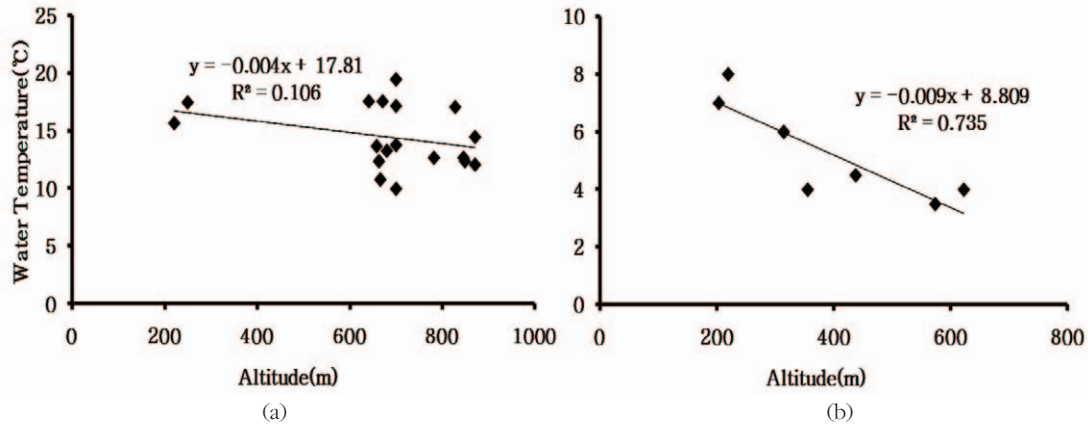 25
20
15
10
5
0
Water Temperature(℃)
y = -0.004x + 17.81
R² = 0.106
0 200 400 600 800 1000
Altitude(m)
(a)
10
8
6
4
2
0
y = -0.009x + 8.809
R² = 0.735
0 200 400 600 800
Altitude(m)
(b)